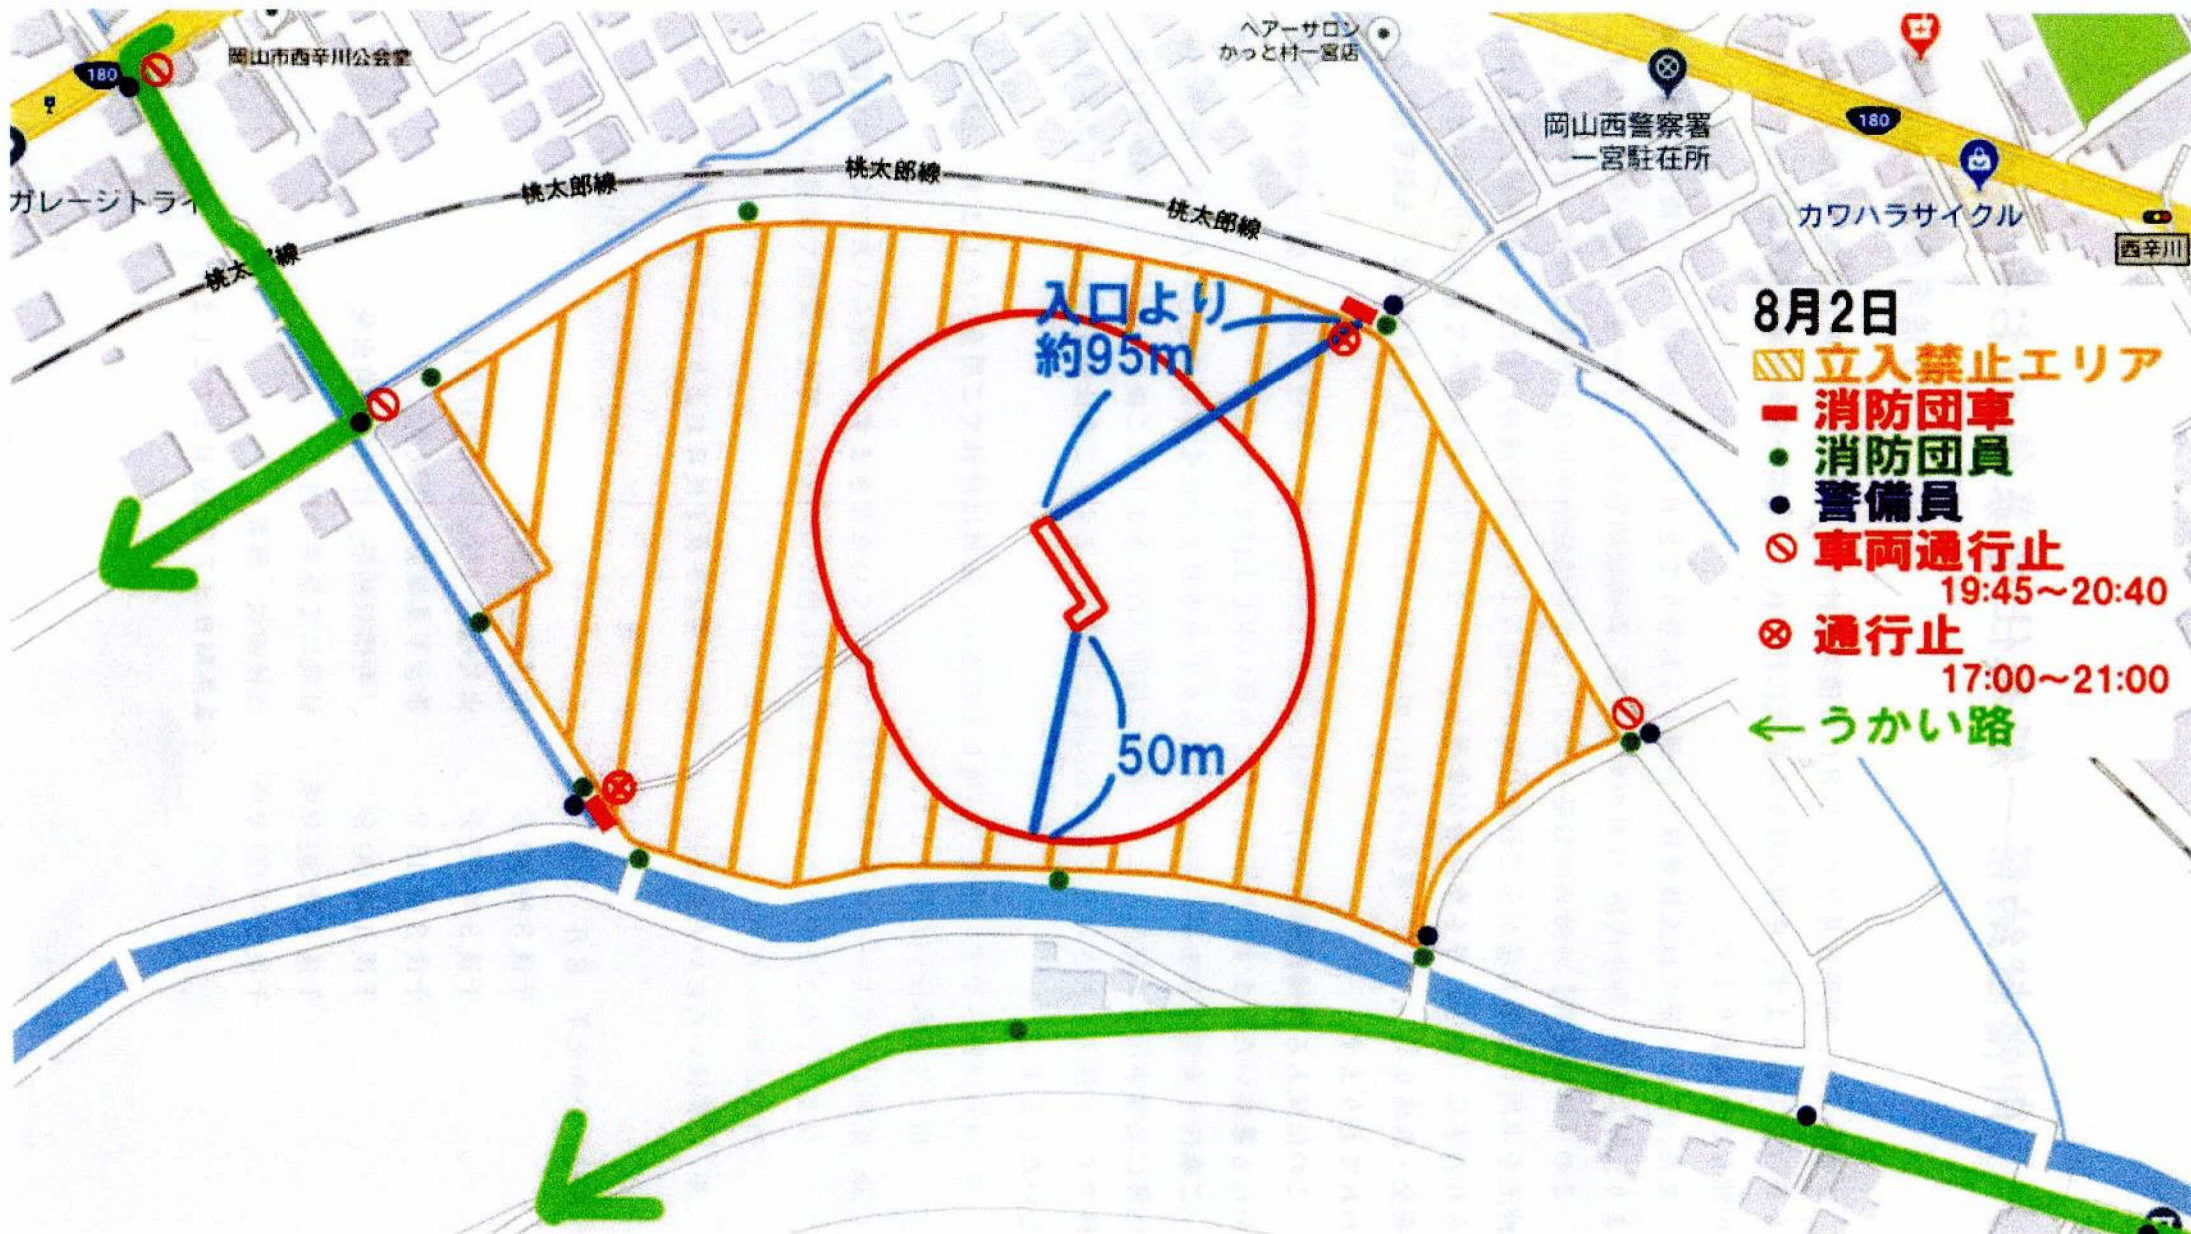 岡山市西辛川公会堂
ヘアーサロン
かっと村一宮店
180
岡山西警察署
一宮駐在所
180
カワハラサイクル
西辛川
ガレージトライ
桃太郎線
桃太郎線
桃太郎線
桃太郎線
入口より
約95m
50m
8月2日
立入禁止エリア
消防団車
消防団員
警備員
車両通行止
19:45～20:40
通行止
17:00～21:00
うかい路